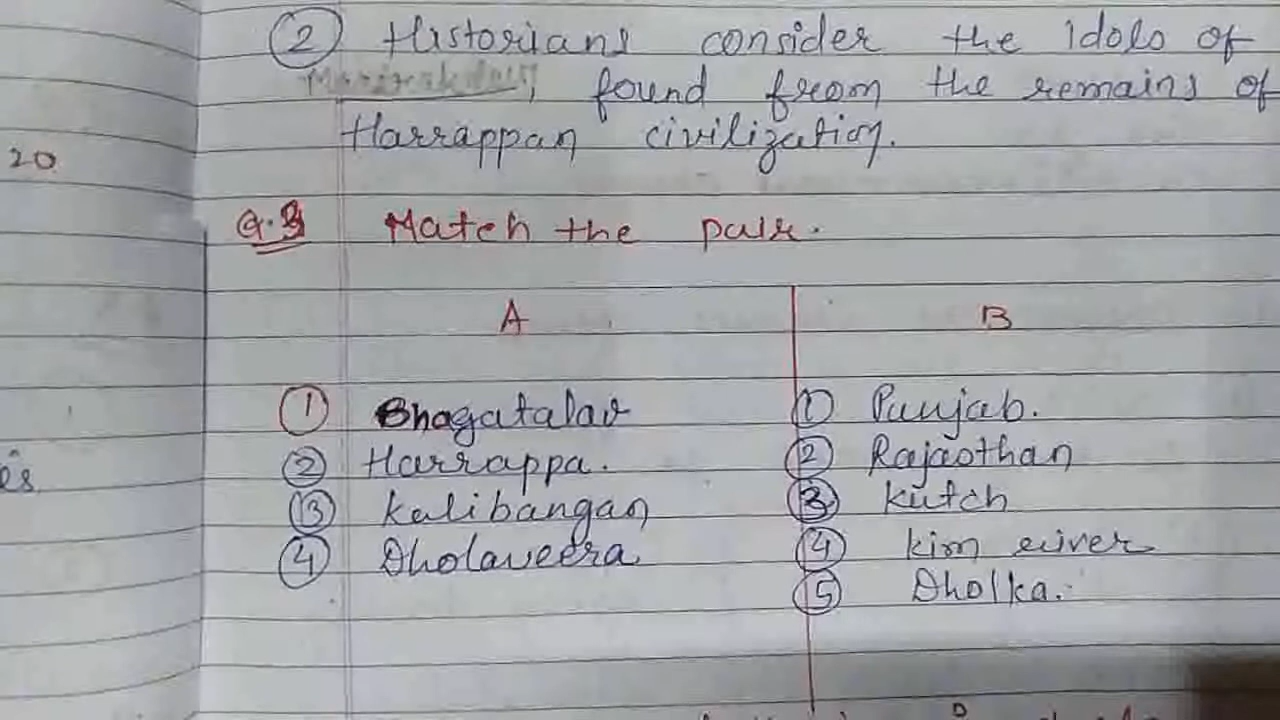 ② Historians consider the idols of
found from the remains of
Harrappan civilization.
20
Q.3 Match the pair.
A B
① Bhagatalav ① Punjab.
② Harrappa. ② Rajasthan
es
③ Kalibangan ③ Kutch
④ Dholaveera ④ kim river
⑤ Dholka.